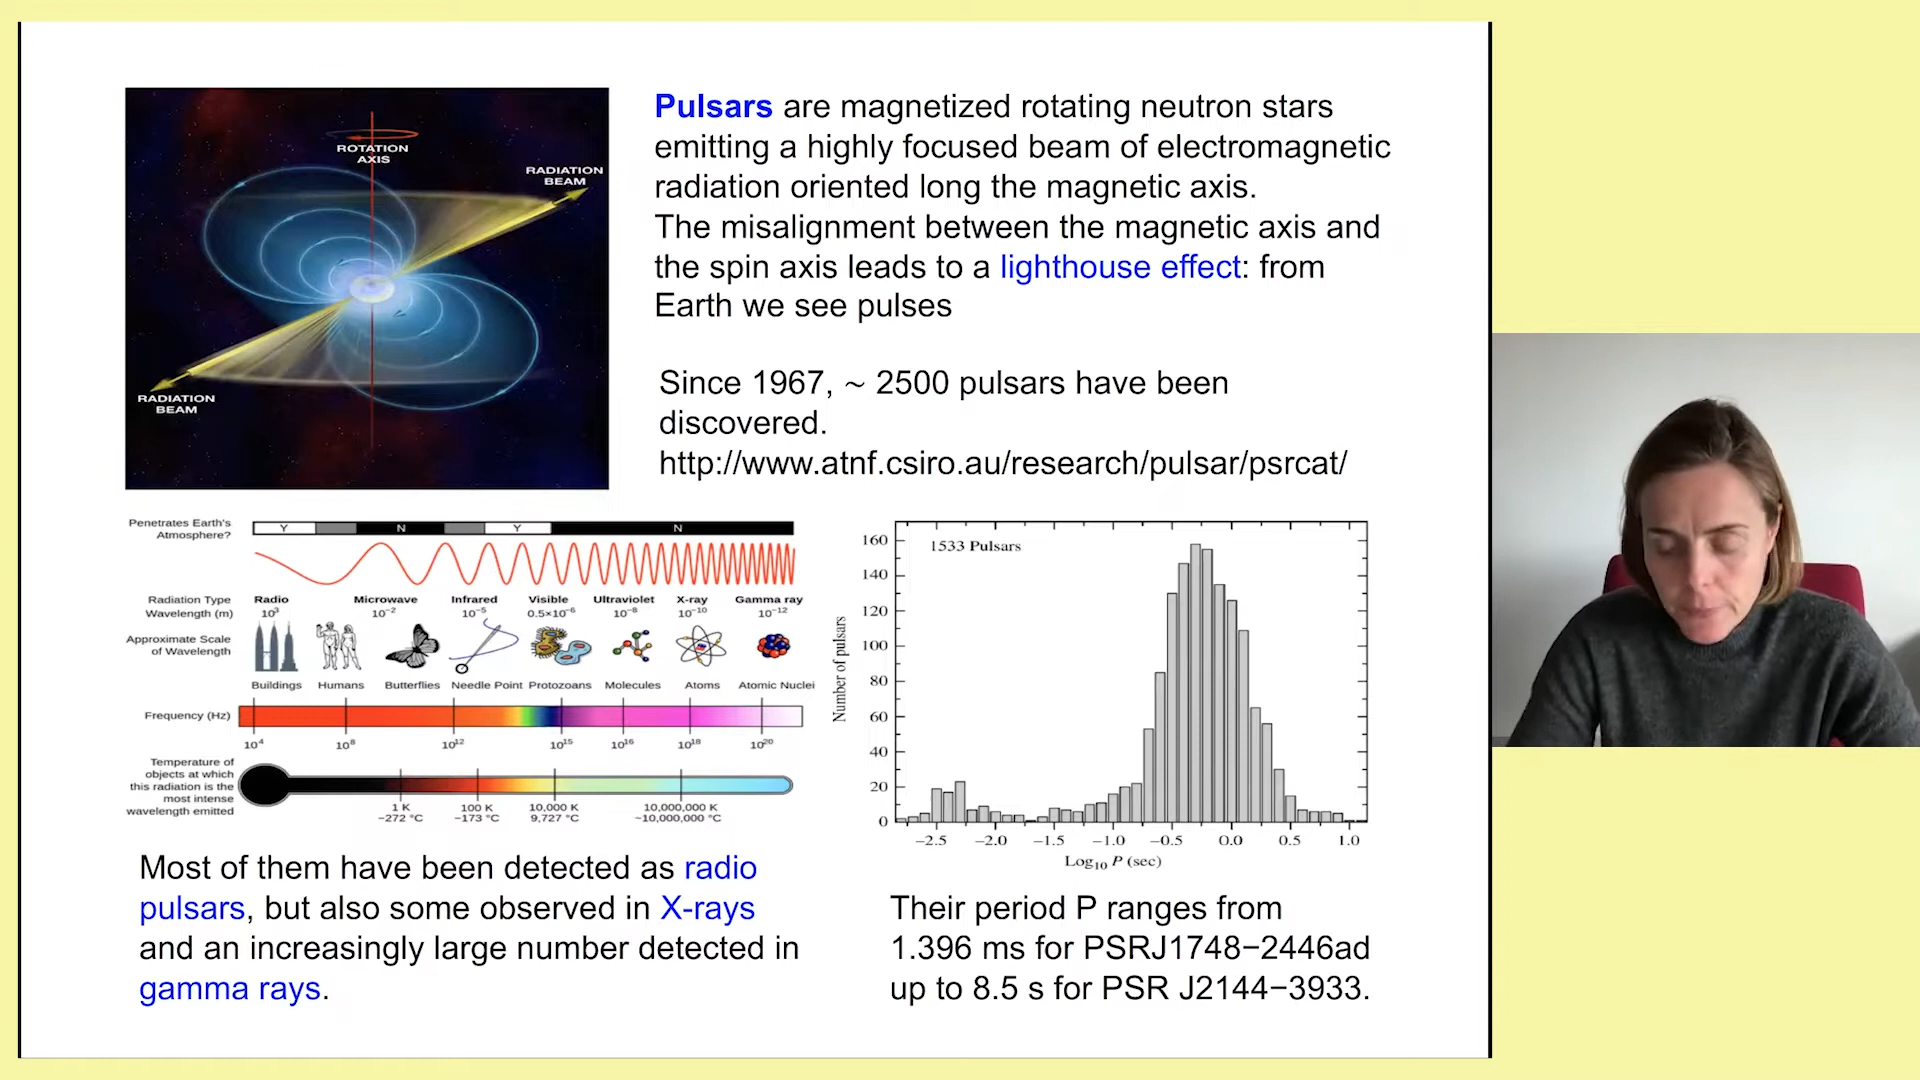 ROTATION
AXIS
RADIATION
BEAM
RADIATION
BEAM
Pulsars are magnetized rotating neutron stars
emitting a highly focused beam of electromagnetic
radiation oriented long the magnetic axis.
The misalignment between the magnetic axis and
the spin axis leads to a lighthouse effect: from
Earth we see pulses
Since 1967, ~ 2500 pulsars have been
discovered.
http://www.atnf.csiro.au/research/pulsar/psrcat/
Penetrates Earth's
Atmosphere?
Y N Y N
Radiation Type
Radio Microwave Infrared Visible Ultraviolet X-ray Gamma ray
Wavelength (m)
10³ 10⁻² 10⁻⁵ 0.5×10⁻⁶ 10⁻⁸ 10⁻¹⁰ 10⁻¹²
Approximate Scale
of Wavelength
Buildings Humans Butterflies Needle Point Protozoans Molecules Atoms Atomic Nuclei
Frequency (Hz)
10⁴ 10⁸ 10¹² 10¹⁵ 10¹⁶ 10¹⁸ 10²⁰
Temperature of
objects at which
this radiation is the
most intense
wavelength emitted
1 K 100 K 10,000 K 10,000,000 K
−272 °C −173 °C 9,727 °C ~10,000,000 °C
Most of them have been detected as radio
pulsars, but also some observed in X-rays
and an increasingly large number detected in
gamma rays.
1533 Pulsars
Number of pulsars
160
140
120
100
80
60
40
20
0
−2.5 −2.0 −1.5 −1.0 −0.5 0.0 0.5 1.0
Log₁₀ P (sec)
Their period P ranges from
1.396 ms for PSRJ1748−2446ad
up to 8.5 s for PSR J2144−3933.